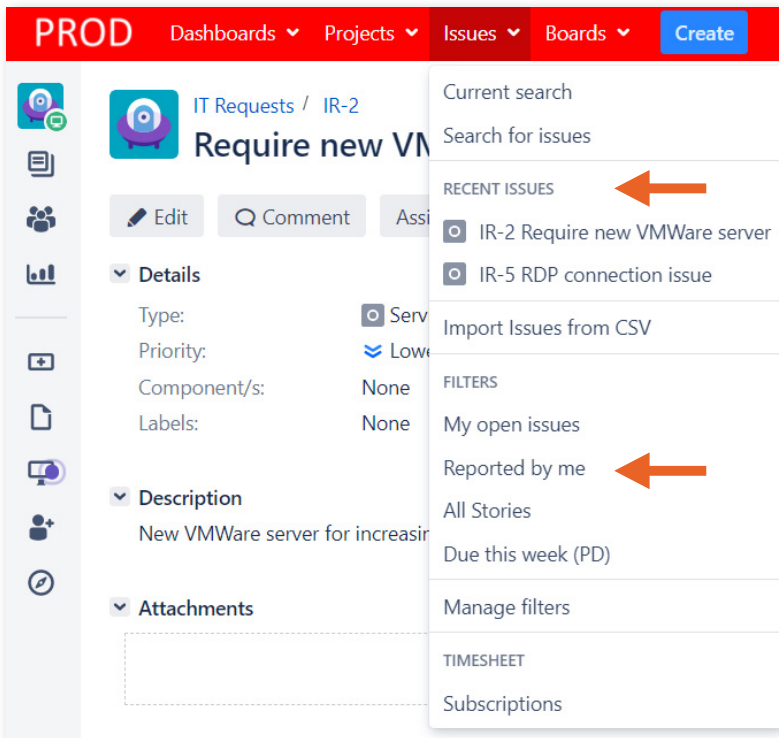 PROD Dashboards Projects Issues Boards Create
IT Requests / IR-2
Require new
Edit Comment
Details
Type:
Priority:
Component/s: None
Labels: None
Description
New VMWare server for
Attachments
Current search
Search for issues
RECENT ISSUES
IR-2 Require new VMWare server
IR-5 RDP connection issue
Import Issues from CSV
FILTERS
My open issues
Reported by me
All Stories
Due this week (PD)
Manage filters
TIMESHEET
Subscriptions